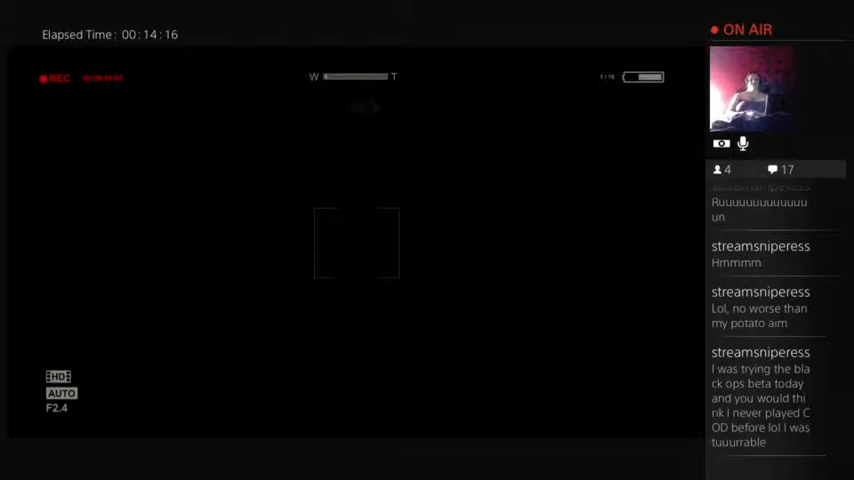 Elapsed Time : 00:14:16
ON AIR
REC
W
T
1/10
4
17
Ruuuuuuuuuuuuu
un
streamsniperess
Hmmmm
streamsniperess
Lol, no worse than
my potato aim
streamsniperess
I was trying the bla
ck ops beta today
and you would thi
nk I never played C
OD before lol I was
tuuurrable
HD
AUTO
F2.4